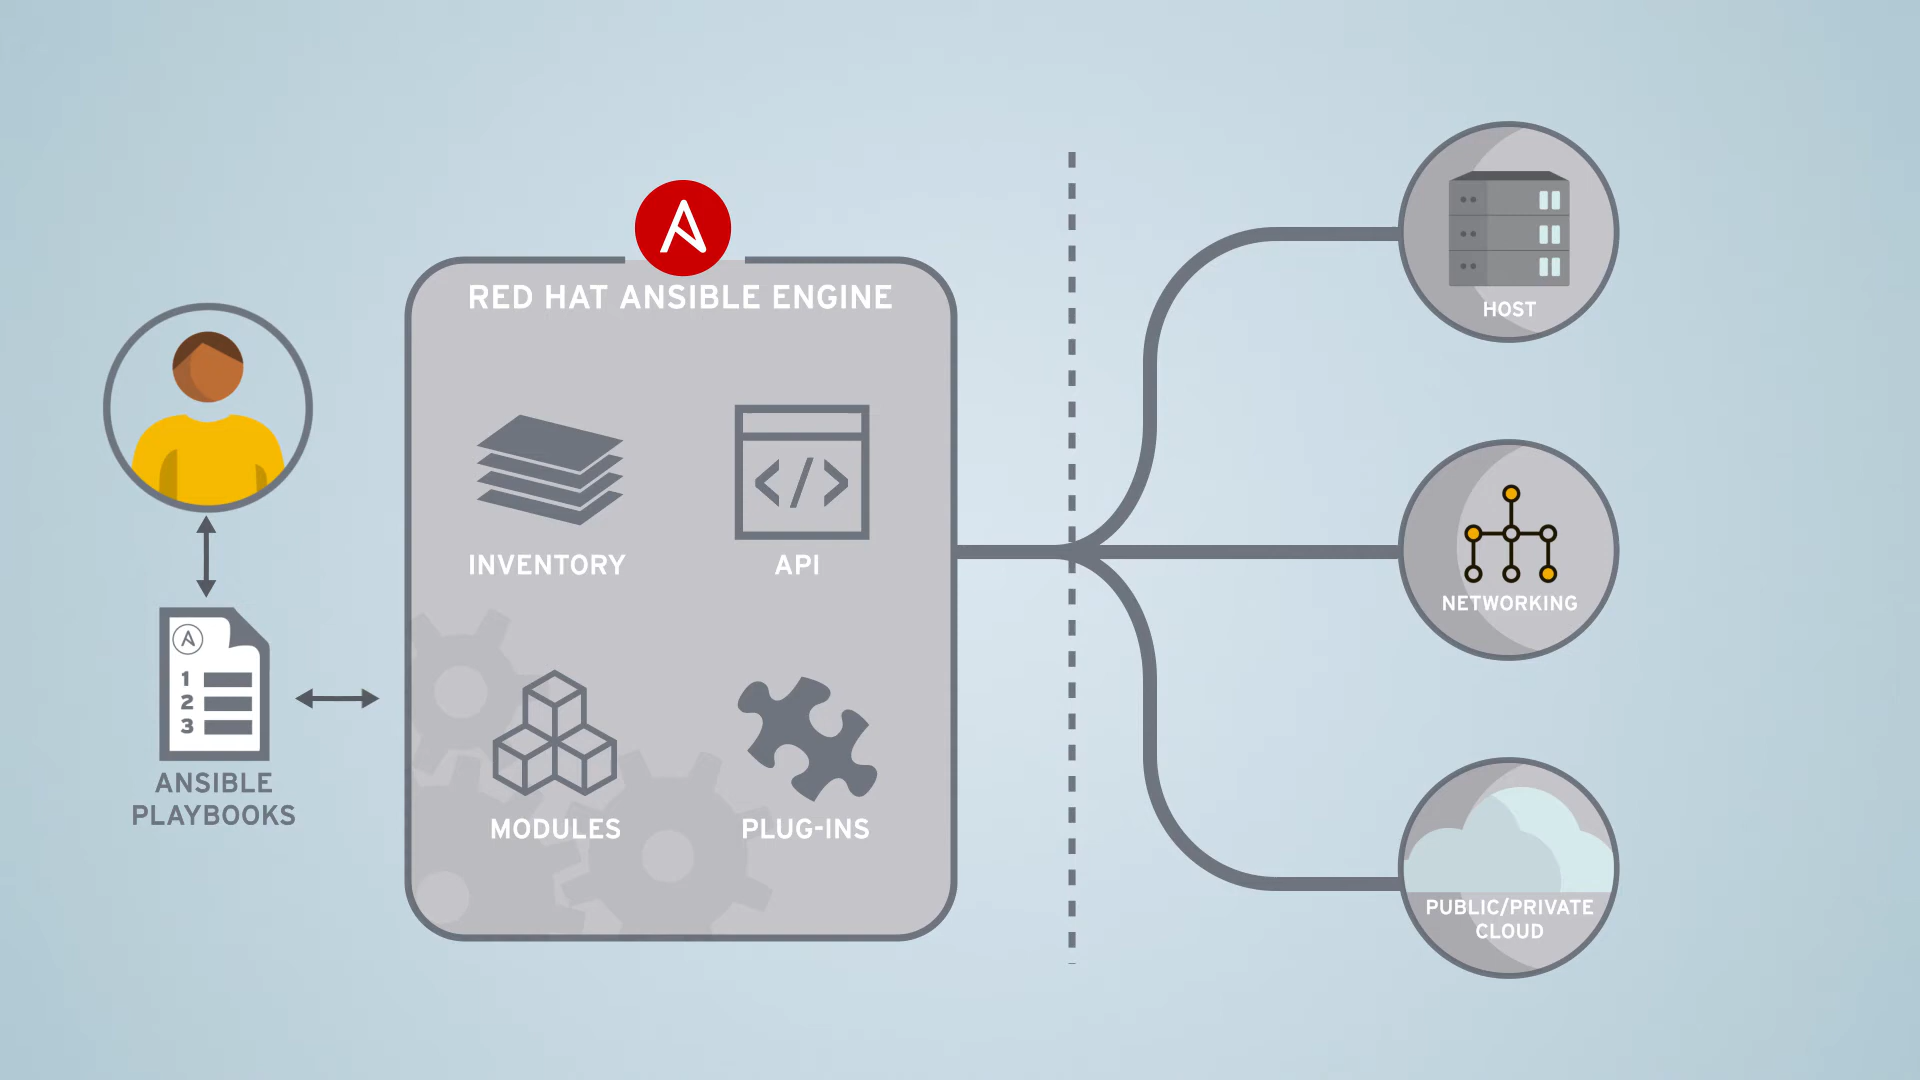 RED HAT ANSIBLE ENGINE
INVENTORY
API
MODULES
PLUG-INS
1
2
3
ANSIBLE
PLAYBOOKS
HOST
NETWORKING
PUBLIC/PRIVATE
CLOUD